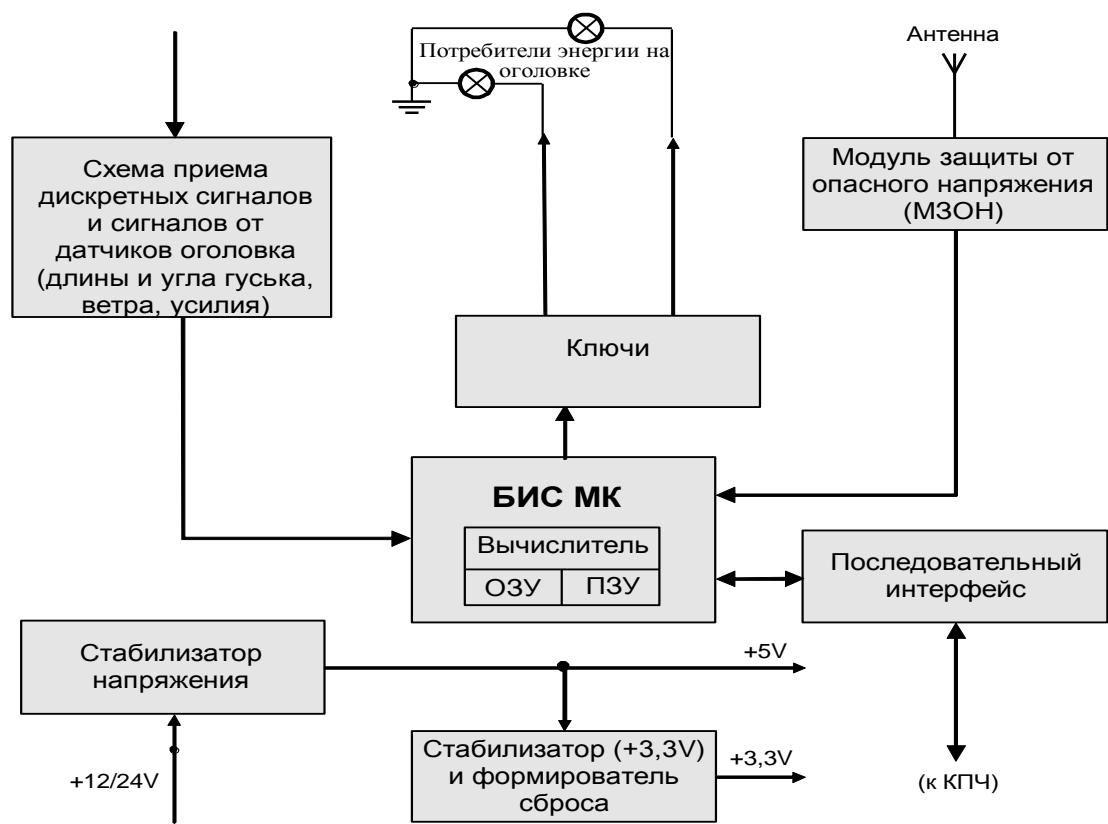 Потребители энергии на
оголовке
Антенна
Схема приема
дискретных сигналов
и сигналов от
датчиков оголовка
(длины и угла гуська,
ветра, усилия)
Модуль защиты от
опасного напряжения
(МЗОН)
Ключи
БИС МК
Вычислитель
ОЗУ ПЗУ
Последовательный
интерфейс
Стабилизатор
напряжения
+5V
Стабилизатор (+3,3V)
и формирователь
сброса
+3,3V
+12/24V
(к КПЧ)